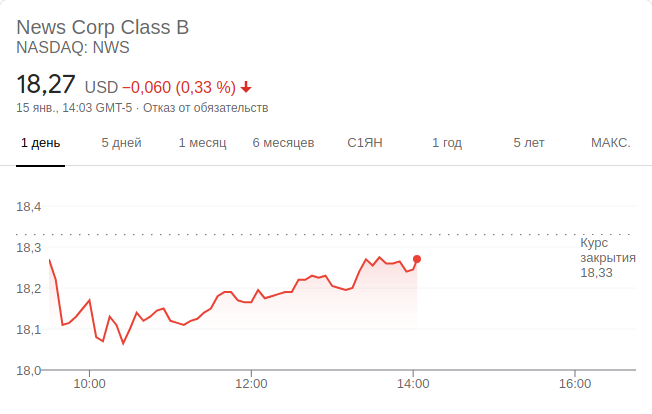 News Corp Class B
NASDAQ: NWS
18,27 USD −0,060 (0,33 %)
15 янв., 14:03 GMT-5 · Отказ от обязательств
1 день 5 дней 1 месяц 6 месяцев С1ЯН 1 год 5 лет МАКС.
18,4
Курс
18,3
закрытия
18,33
18,2
18,1
18,0
10:00 12:00 14:00 16:00